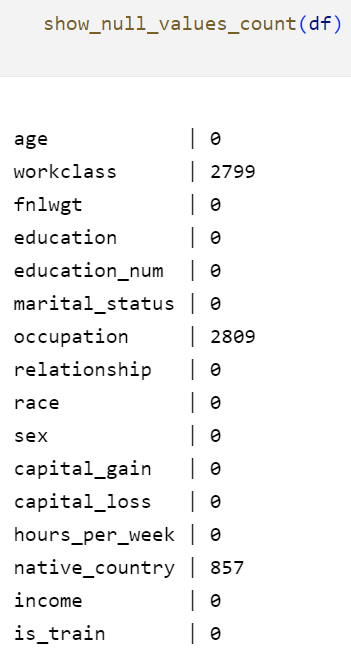 show_null_values_count(df)
age | 0
workclass | 2799
fnlwgt | 0
education | 0
education_num | 0
marital_status | 0
occupation | 2809
relationship | 0
race | 0
sex | 0
capital_gain | 0
capital_loss | 0
hours_per_week | 0
native_country | 857
income | 0
is_train | 0